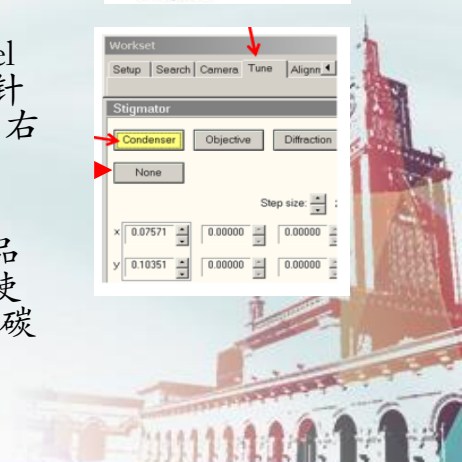 el
針
右
Workset
Setup Search Camera Tune Alignn
Stigmator
Condenser Objective Diffraction
None
Step size:
x 0.07571 0.00000 0.00000
y 0.10351 0.00000 0.00000
品
使
碳